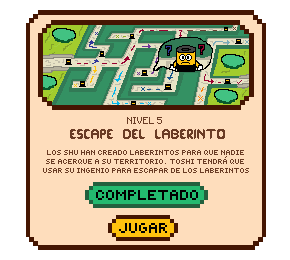 NIVEL 5
ESCAPE DEL LABERINTO
LOS SHU HAN CREADO LABERINTOS PARA QUE NADIE
SE ACERQUE A SU TERRITORIO. TOSHI TENDRÁ QUE
USAR SU INGENIO PARA ESCAPAR DE LOS LABERINTOS
COMPLETADO
JUGAR